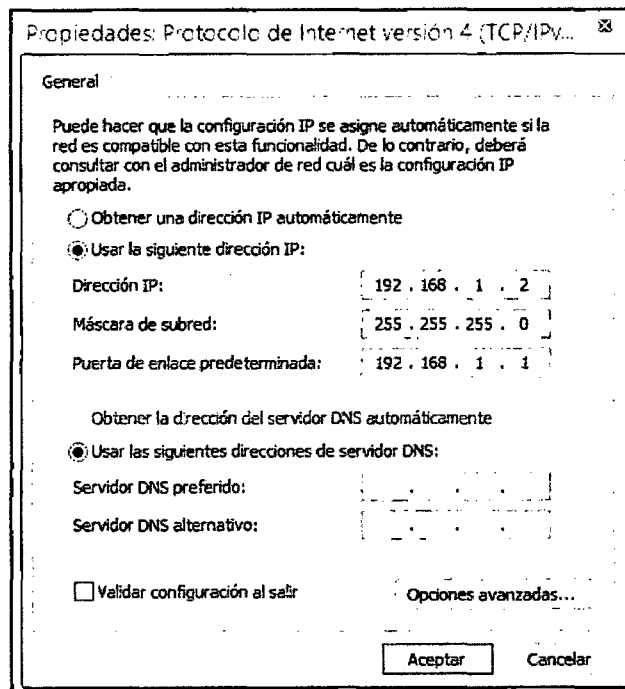 Propiedades: Protocolo de Internet versión 4 (TCP/IPv...
General
Puede hacer que la configuración IP se asigne automáticamente si la
red es compatible con esta funcionalidad. De lo contrario, deberá
consultar con el administrador de red cuál es la configuración IP
apropiada.
Obtener una dirección IP automáticamente
Usar la siguiente dirección IP:
Dirección IP: 192 . 168 . 1 . 2
Máscara de subred: 255 . 255 . 255 . 0
Puerta de enlace predeterminada: 192 . 168 . 1 . 1
Obtener la dirección del servidor DNS automáticamente
Usar las siguientes direcciones de servidor DNS:
Servidor DNS preferido: . . .
Servidor DNS alternativo: . . .
Validar configuración al salir
Opciones avanzadas...
Aceptar Cancelar